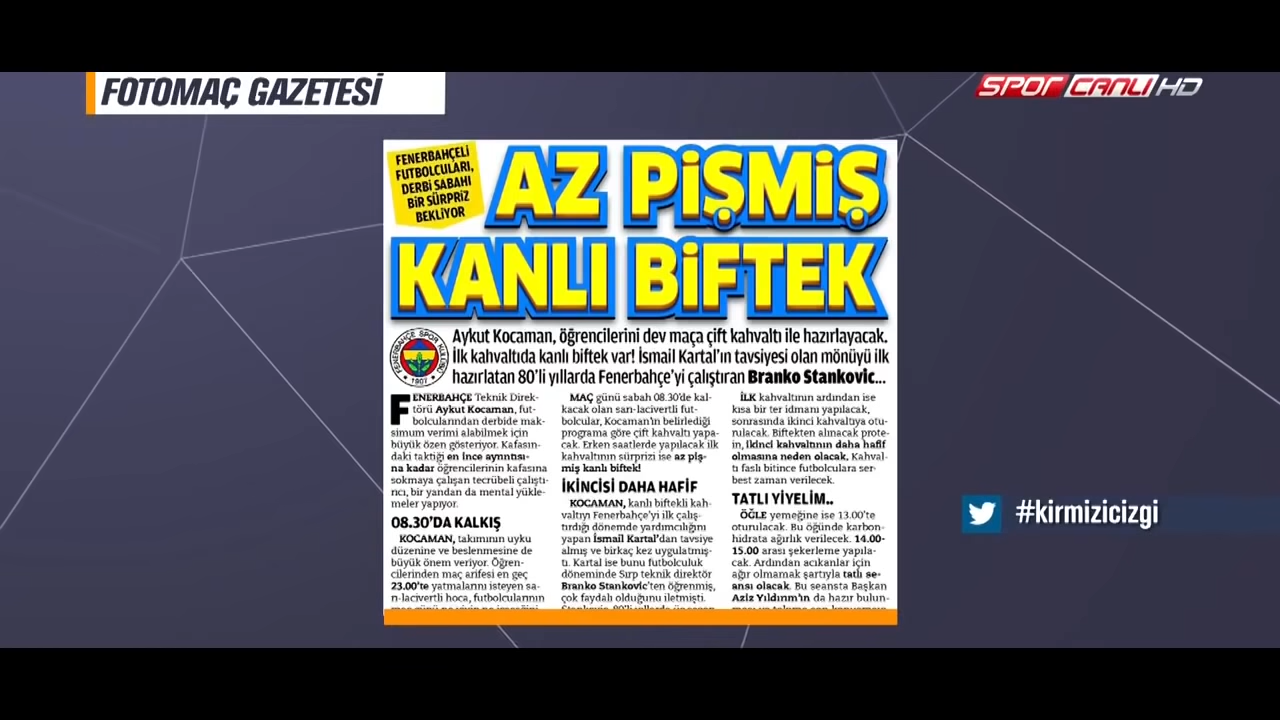 FOTOMAÇ GAZETESİ
SPOR CANLI HD
FENERBAHÇELİ
FUTBOLCULARI,
DERBİ SABAHI
BİR SÜRPRİZ
BEKLİYOR
AZ PİŞMİŞ
KANLI BİFTEK
FENERBAHÇE SPOR KULÜBÜ
1907
Aykut Kocaman, öğrencilerini dev maça çift kahvaltı ile hazırlayacak.
İlk kahvaltıda kanlı biftek var! İsmail Kartal'ın tavsiyesi olan mönüyü ilk
hazırlatan 80'li yıllarda Fenerbahçe'yi çalıştıran Branko Stankovic...
FENERBAHÇE Teknik Direk-
törü Aykut Kocaman, fut-
bolcularından derbide mak-
simum verimi alabilmek için
büyük özen gösteriyor. Kafasın-
daki taktiği en ince ayrıntısı-
na kadar öğrencilerinin kafasına
sokmaya çalışan tecrübeli çalıştı-
rıcı, bir yandan da mental yükle-
meler yapıyor.
08.30'DA KALKIŞ
KOCAMAN, takımının uyku
düzenine ve beslenmesine de
büyük önem veriyor. Öğren-
cilerinden maç arifesi en geç
23.00'te yatmalarını isteyen sa-
rı-lacivertli hoca, futbolcularının
MAÇ günü sabah 08.30'de kal-
kacak olan sarı-lacivertli fut-
bolcular, Kocaman'ın belirlediği
programa göre çift kahvaltı yapa-
cak. Erken saatlerde yapılacak ilk
kahvaltının sürprizi ise az piş-
miş kanlı biftek!
İKİNCİSİ DAHA HAFİF
KOCAMAN, kanlı biftekli kah-
valtıyı Fenerbahçe'yi ilk çalış-
tırdığı dönemde yardımcılığını
yapan İsmail Kartal'dan tavsiye
almış ve birkaç kez uygulatmış-
tı. Kartal ise bunu futbolculuk
döneminde Sırp teknik direktör
Branko Stankovic'ten öğrenmiş,
çok faydalı olduğunu iletmişti.
İLK kahvaltının ardından ise
kısa bir ter idmanı yapılacak,
sonrasında ikinci kahvaltıya otu-
rulacak. Biftekten alınacak prote-
in, ikinci kahvaltının daha hafif
olmasına neden olacak. Kahval-
tı faslı bitince futbolculara ser-
best zaman verilecek.
TATLI YİYELİM..
ÖĞLE yemeğine ise 13.00'te
oturulacak. Bu öğünde karbon-
hidrata ağırlık verilecek. 14.00-
15.00 arası şekerleme yapıla-
cak. Ardından acıkanlar için
ağır olmamak şartıyla tatlı se-
ansı olacak. Bu seansta Başkan
Aziz Yıldırım'ın da hazır bulun-
#kirmizicizgi